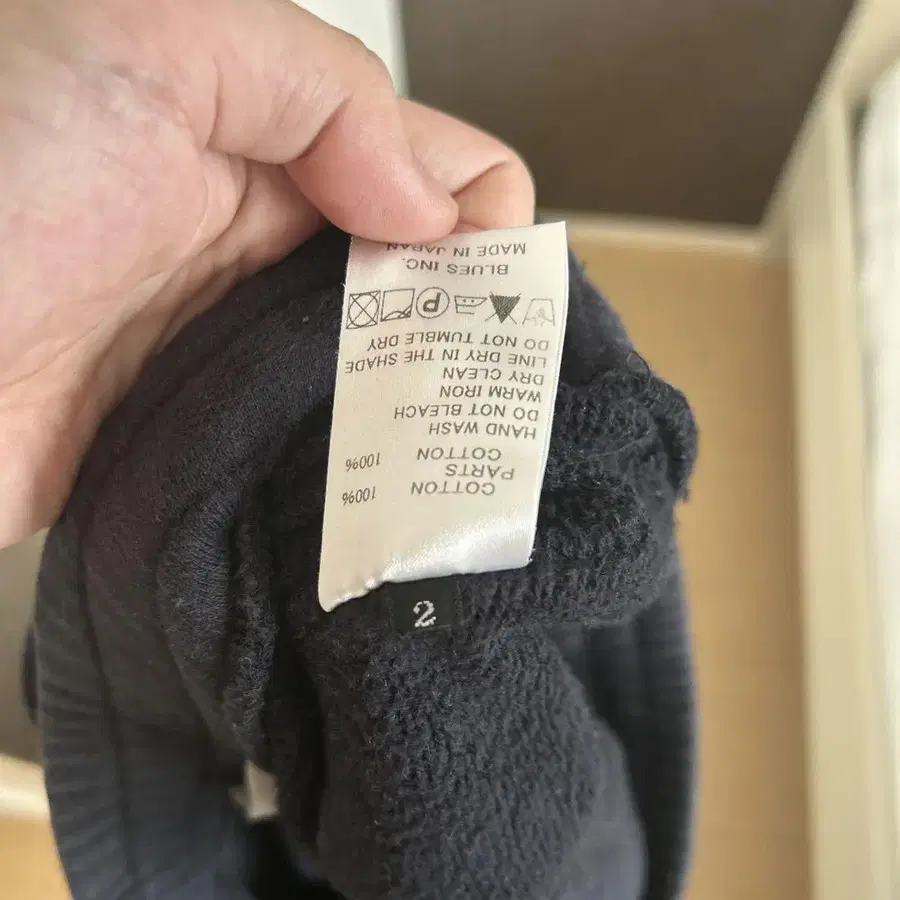 COTTON 100%
PARTS
COTTON 100%
HAND WASH
DO NOT BLEACH
WARM IRON
DRY CLEAN
LINE DRY IN THE SHADE
DO NOT TUMBLE DRY
P
BLUES INC.
MADE IN JAPAN
2